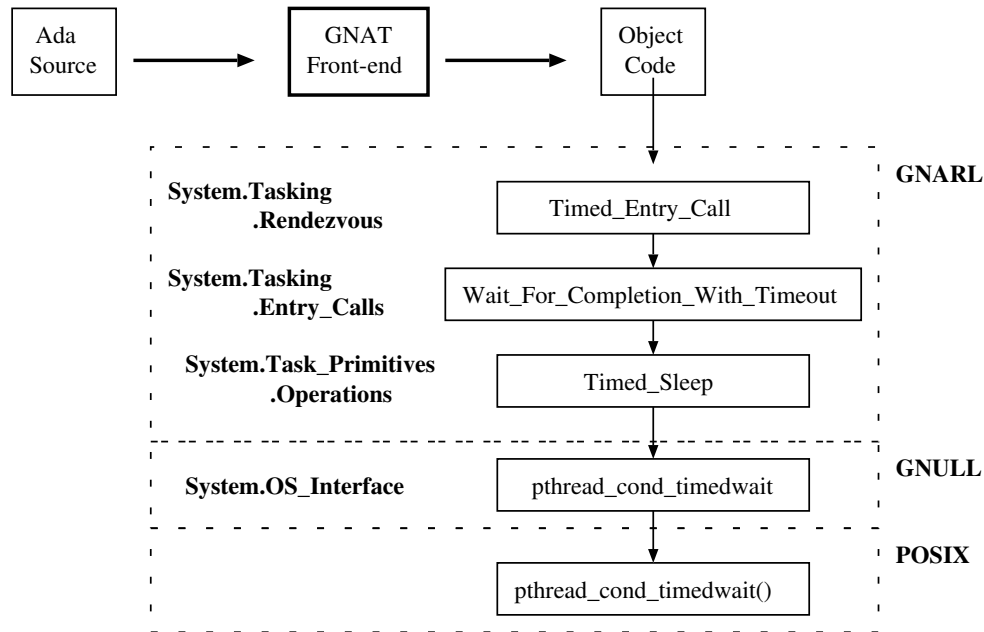 Ada
Source
GNAT
Front-end
Object
Code
GNARL
System.Tasking
.Rendezvous
Timed_Entry_Call
System.Tasking
.Entry_Calls
Wait_For_Completion_With_Timeout
System.Task_Primitives
.Operations
Timed_Sleep
GNULL
System.OS_Interface
pthread_cond_timedwait
POSIX
pthread_cond_timedwait()